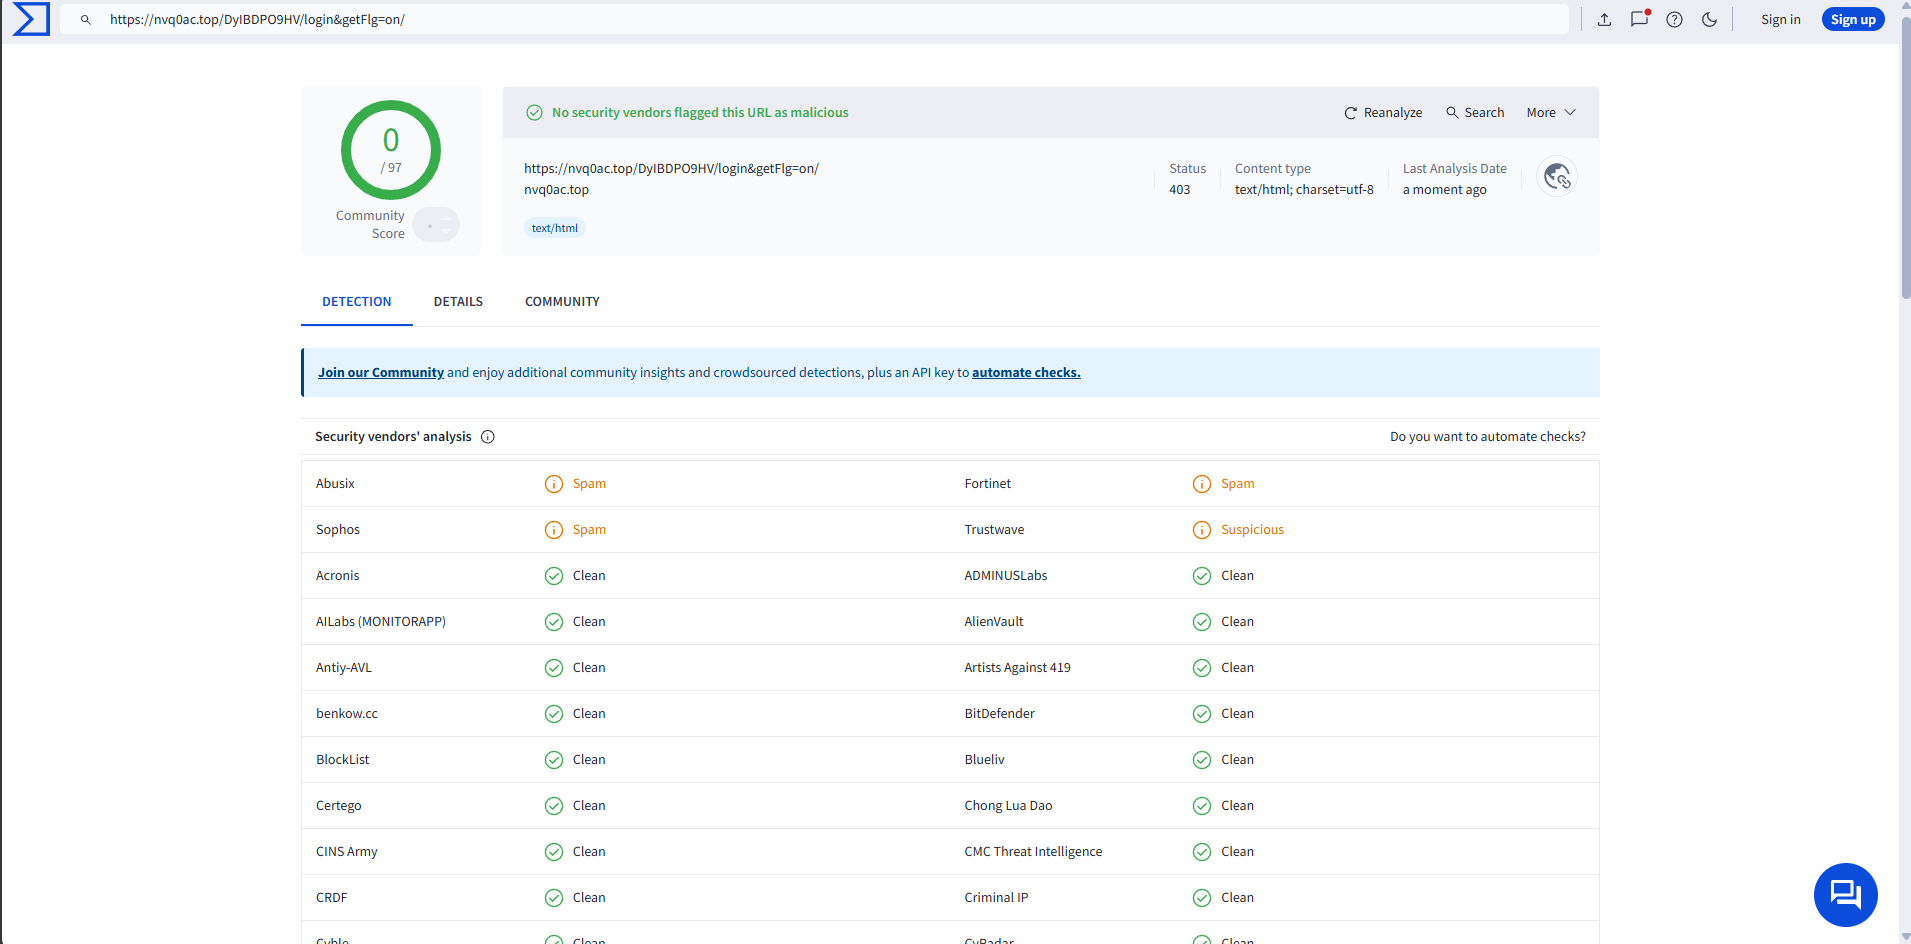 https://nvq0ac.top/DyIBDPO9HV/login&getFlg=on/
Sign in
Sign up
0
/ 97
Community
Score
No security vendors flagged this URL as malicious
Reanalyze
Search
More
https://nvq0ac.top/DyIBDPO9HV/login&getFlg=on/
nvq0ac.top
text/html
Status
403
Content type
text/html; charset=utf-8
Last Analysis Date
a moment ago
DETECTION
DETAILS
COMMUNITY
Join our Community and enjoy additional community insights and crowdsourced detections, plus an API key to automate checks.
Security vendors' analysis
Do you want to automate checks?
Abusix Spam Fortinet Spam
Sophos Spam Trustwave Suspicious
Acronis Clean ADMINUSLabs Clean
AILabs (MONITORAPP) Clean AlienVault Clean
Antiy-AVL Clean Artists Against 419 Clean
benkow.cc Clean BitDefender Clean
BlockList Clean Blueliv Clean
Certego Clean Chong Lua Dao Clean
CINS Army Clean CMC Threat Intelligence Clean
CRDF Clean Criminal IP Clean
Cyble Clean CyRadar Clean